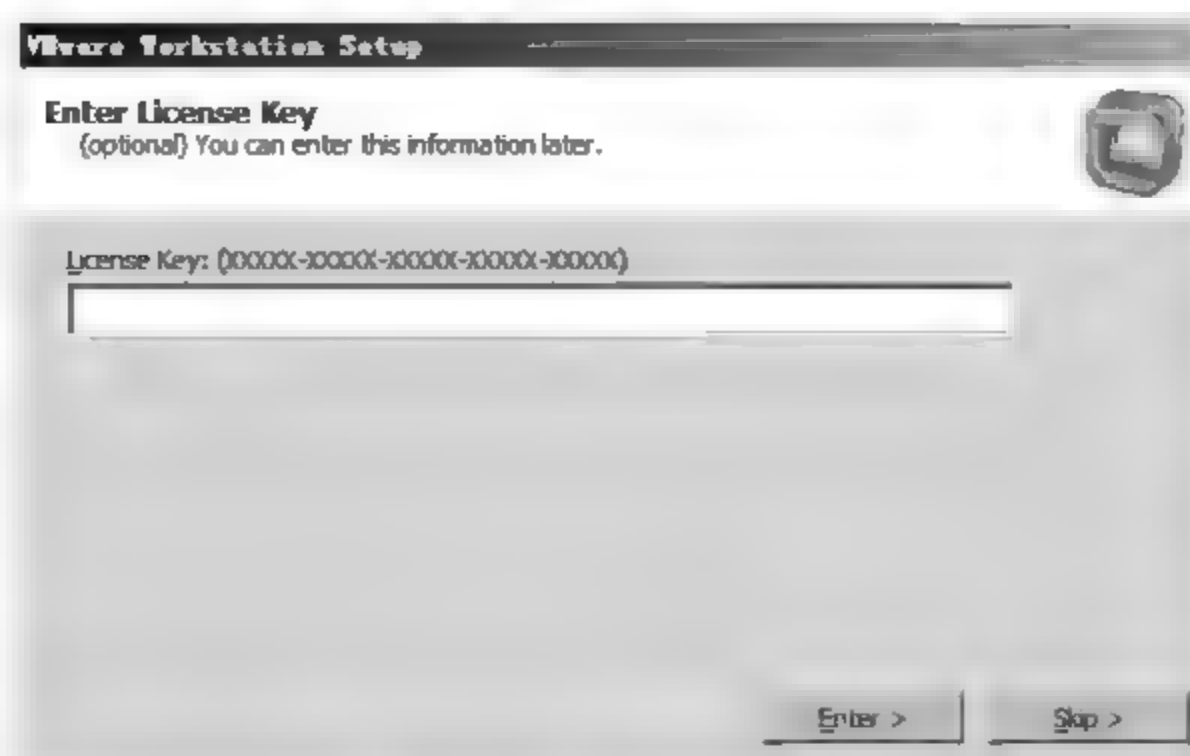 VMware Workstation Setup
Enter License Key
(optional) You can enter this information later.
License Key: (XXXXX-XXXXX-XXXXX-XXXXX-XXXXX)
Enter >
Skip >